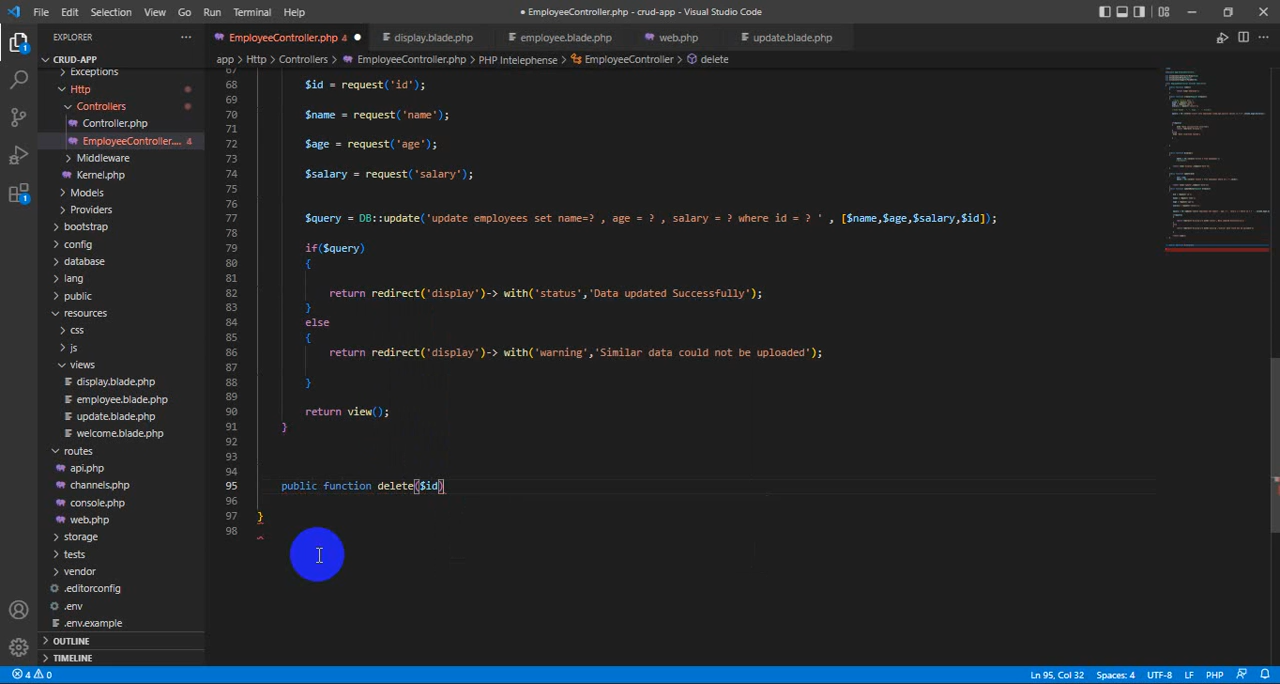 File Edit Selection View Go Run Terminal Help
● EmployeeController.php - crud-app - Visual Studio Code
EXPLORER
EmployeeController.php 4 ●
display.blade.php
employee.blade.php
web.php
update.blade.php
app > Http > Controllers > EmployeeController.php > PHP Intelephense > EmployeeController > delete
CRUD-APP
Exceptions
Http
Controllers
Controller.php
EmployeeController.... 4
Middleware
Kernel.php
Models
Providers
bootstrap
config
database
lang
public
resources
css
js
views
display.blade.php
employee.blade.php
update.blade.php
welcome.blade.php
routes
api.php
channels.php
console.php
web.php
storage
tests
vendor
.editorconfig
.env
.env.example
OUTLINE
TIMELINE
67
68 $id = request('id');
69
70 $name = request('name');
71
72 $age = request('age');
73
74 $salary = request('salary');
75
76
77 $query = DB::update('update employees set name=? , age = ? , salary = ? where id = ? ' , [$name,$age,$salary,$id]);
78
79 if($query)
80 {
81
82 return redirect('display')-> with('status','Data updated Successfully');
83 }
84 else
85 {
86 return redirect('display')-> with('warning','Similar data could not be uploaded');
87
88 }
89
90 return view();
91 }
92
93
94
95 public function delete($id)
96
97 }
98
1
1
4 0
Ln 95, Col 32 Spaces: 4 UTF-8 LF PHP